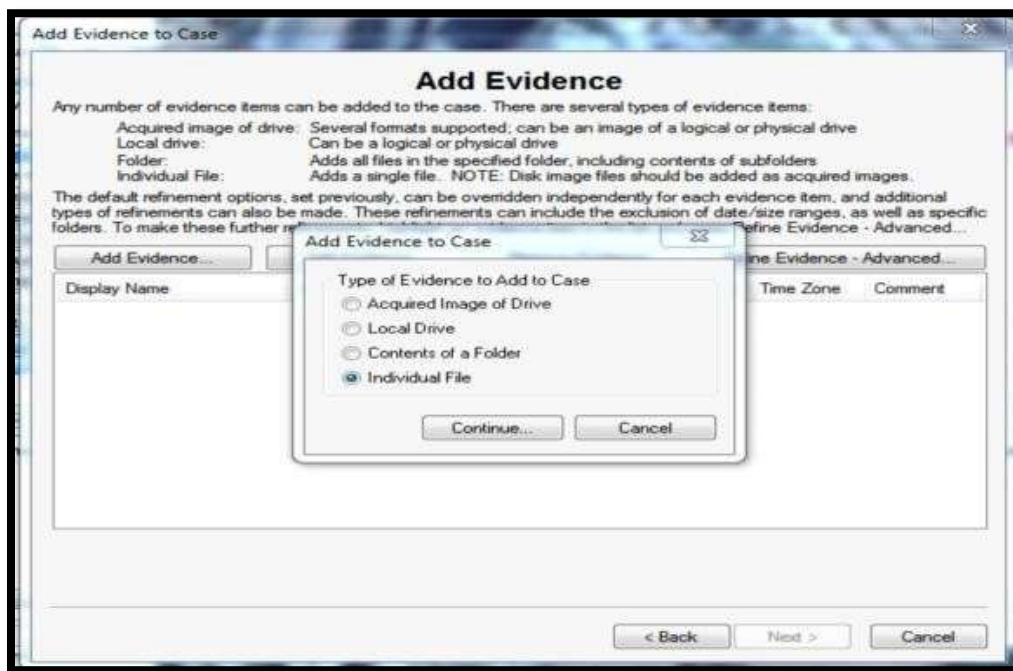 Add Evidence to Case
Add Evidence
Any number of evidence items can be added to the case. There are several types of evidence items:
Acquired image of drive: Several formats supported; can be an image of a logical or physical drive
Local drive: Can be a logical or physical drive
Folder: Adds all files in the specified folder, including contents of subfolders
Individual File: Adds a single file. NOTE: Disk image files should be added as acquired images.
The default refinement options, set previously, can be overridden independently for each evidence item, and additional
types of refinements can also be made. These refinements can include the exclusion of date/size ranges, as well as specific
folders. To make these further Evidence - Advanced...
Add Evidence... Evidence - Advanced...
Display Name Time Zone Comment
Add Evidence to Case
Type of Evidence to Add to Case
Acquired Image of Drive
Local Drive
Contents of a Folder
Individual File
Continue... Cancel
< Back Next > Cancel